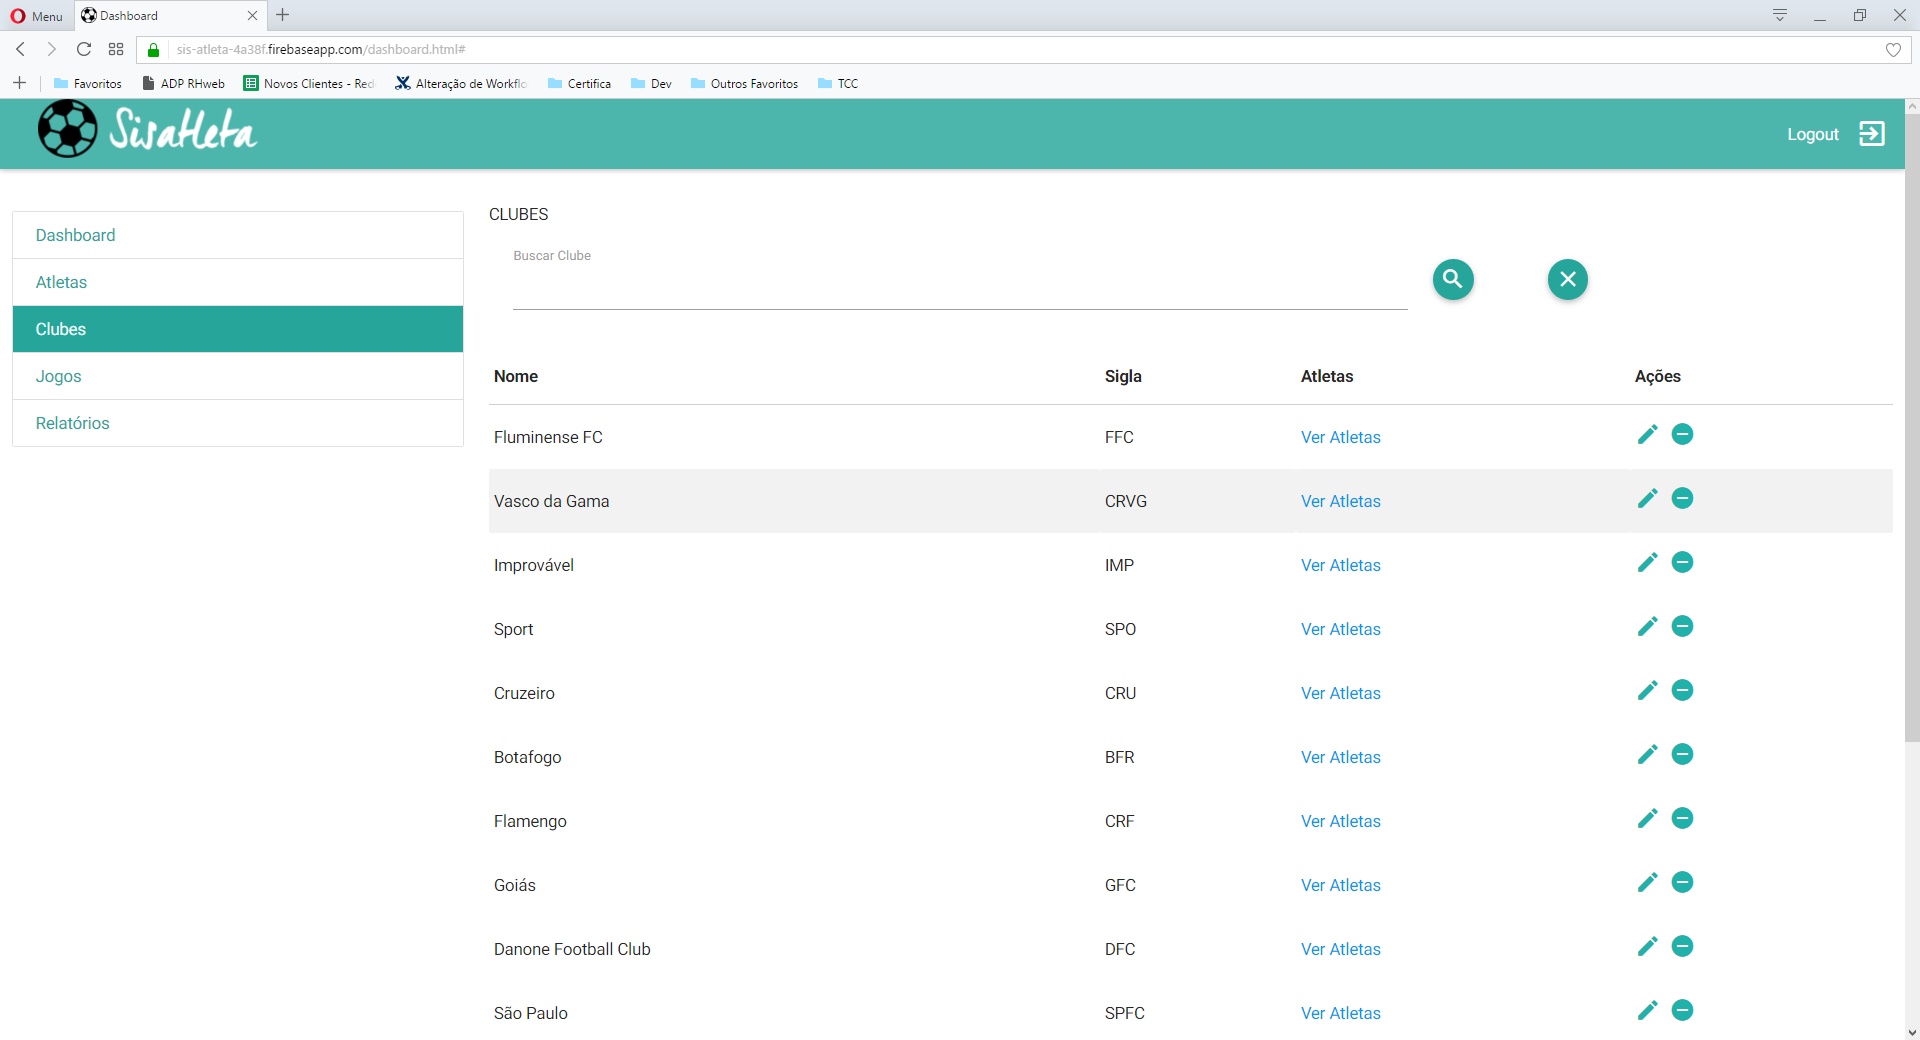 Menu
Dashboard
sis-atleta-4a38f.firebaseapp.com/dashboard.html#
Favoritos
ADP RHweb
Novos Clientes - Red
Alteração de Workflo
Certifica
Dev
Outros Favoritos
TCC
Sisatleta
Logout
Dashboard
Atletas
Clubes
Jogos
Relatórios
CLUBES
Buscar Clube
Nome Sigla Atletas Ações
Fluminense FC FFC Ver Atletas
Vasco da Gama CRVG Ver Atletas
Improvável IMP Ver Atletas
Sport SPO Ver Atletas
Cruzeiro CRU Ver Atletas
Botafogo BFR Ver Atletas
Flamengo CRF Ver Atletas
Goiás GFC Ver Atletas
Danone Football Club DFC Ver Atletas
São Paulo SPFC Ver Atletas